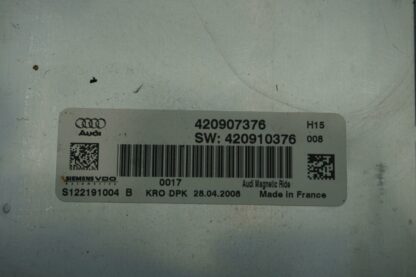 420907376 H15
SW: 420910376 008
Audi
0017 Audi Magnetic Ride
SIEMENS VDO
S122191004 B KRO DPK 28.04.2008 Made in France